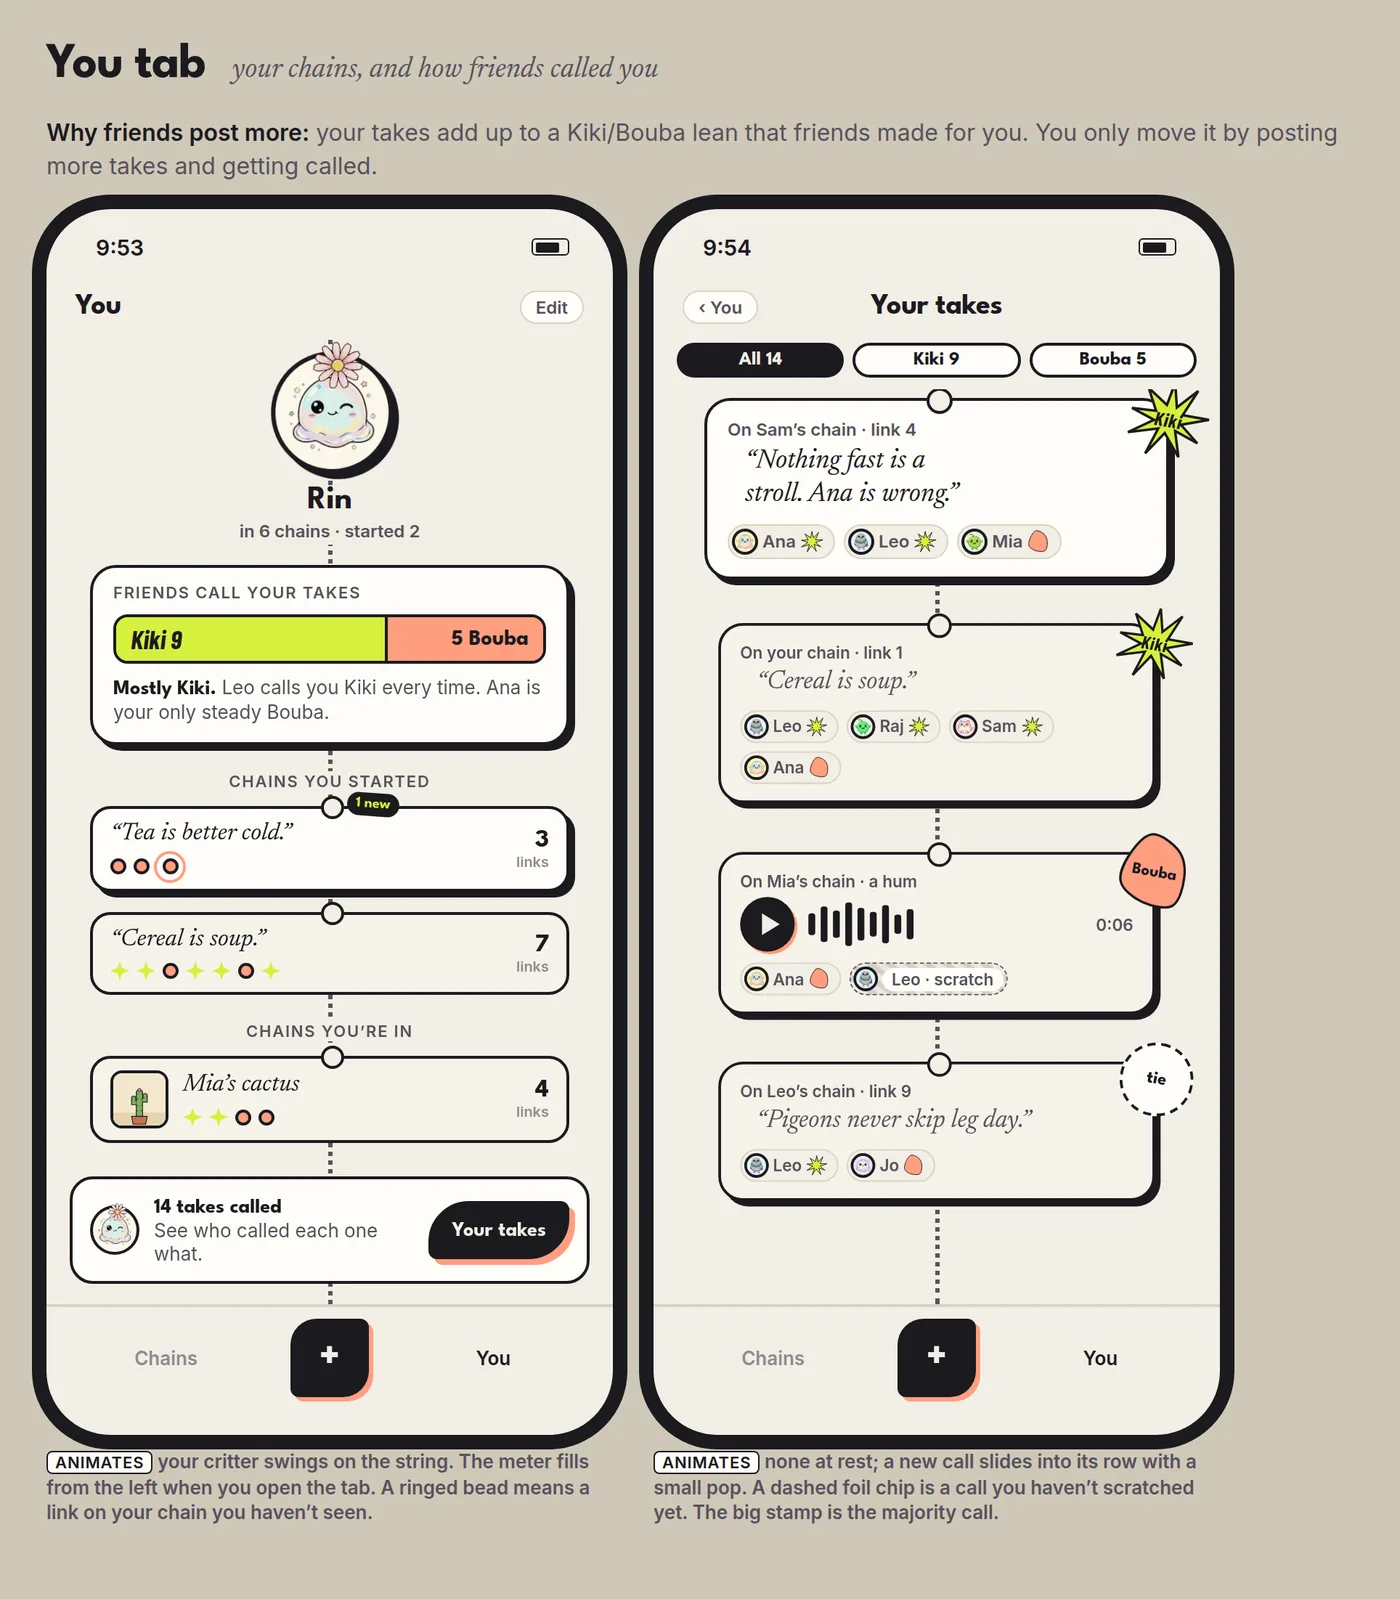 You tab your chains, and how friends called you
Why friends post more: your takes add up to a Kiki/Bouba lean that friends made for you. You only move it by posting
more takes and getting called.
9:53
You
Edit
Rin
in 6 chains · started 2
FRIENDS CALL YOUR TAKES
Kiki 9
5 Bouba
Mostly Kiki. Leo calls you Kiki every time. Ana is
your only steady Bouba.
CHAINS YOU STARTED
1 new
“Tea is better cold.”
3
links
“Cereal is soup.”
7
links
CHAINS YOU’RE IN
Mia’s cactus
4
links
14 takes called
See who called each one
what.
Your takes
Chains
+
You
ANIMATES your critter swings on the string. The meter fills
from the left when you open the tab. A ringed bead means a
link on your chain you haven’t seen.
9:54
‹ You
Your takes
All 14
Kiki 9
Bouba 5
On Sam’s chain · link 4
Kiki
“Nothing fast is a
stroll. Ana is wrong.”
Ana
Leo
Mia
On your chain · link 1
Kiki
“Cereal is soup.”
Leo
Raj
Sam
Ana
On Mia’s chain · a hum
Bouba
0:06
Ana
Leo · scratch
On Leo’s chain · link 9
tie
“Pigeons never skip leg day.”
Leo
Jo
Chains
+
You
ANIMATES none at rest; a new call slides into its row with a
small pop. A dashed foil chip is a call you haven’t scratched
yet. The big stamp is the majority call.